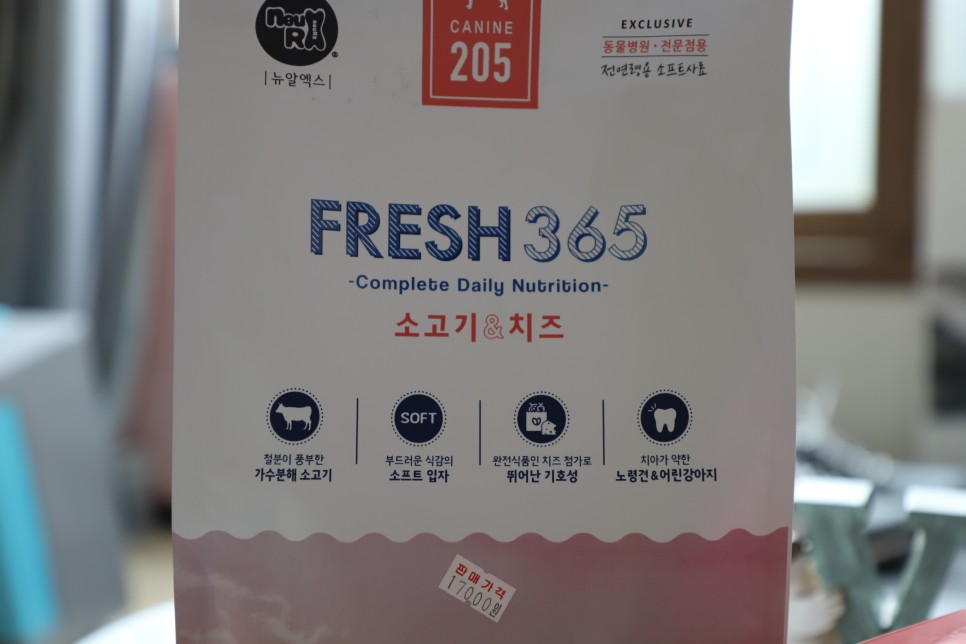 NeuRX
|뉴알엑스|
CANINE
205
EXCLUSIVE
동물병원·전문점용
전연령용 소프트사료
FRESH 365
-Complete Daily Nutrition-
소고기&치즈
SOFT
철분이 풍부한
가수분해 소고기
부드러운 식감의
소프트 입자
완전식품인 치즈 첨가로
뛰어난 기호성
치아가 약한
노령견&어린강아지
판매가격
17000원